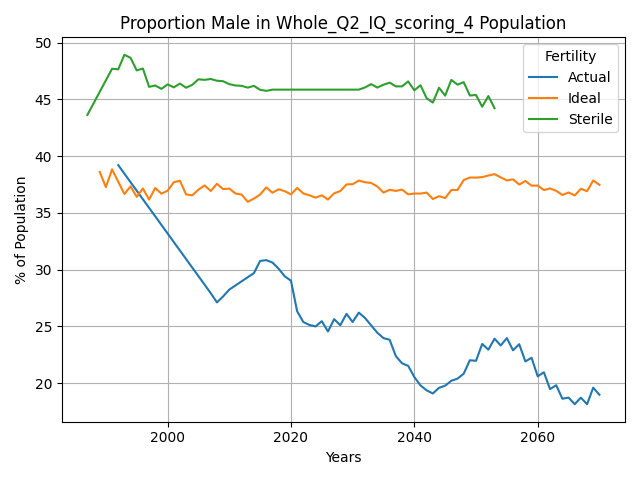 Proportion Male in Whole_Q2_IQ_scoring_4 Population
% of Population
50
45
40
35
30
25
20
Fertility
Actual
Ideal
Sterile
2000
2020
2040
2060
Years